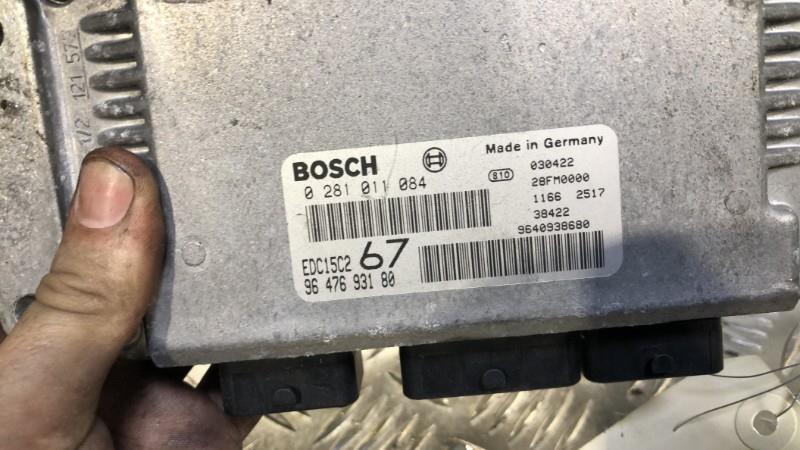 BOSCH
0 281 011 084
EDC15C2 67
96 476 931 80
Made in Germany
810 030422
28FM0000
1166 2517
38422
9640938680